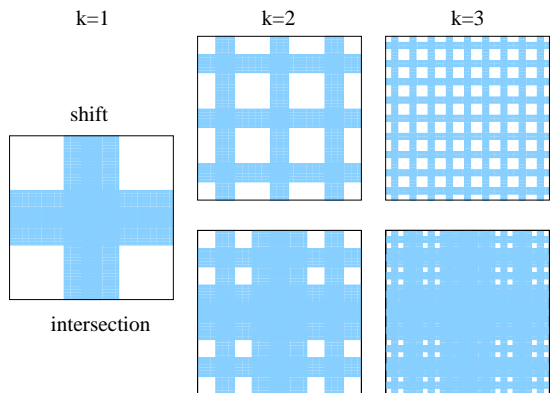 k=1
k=2
k=3
shift
intersection